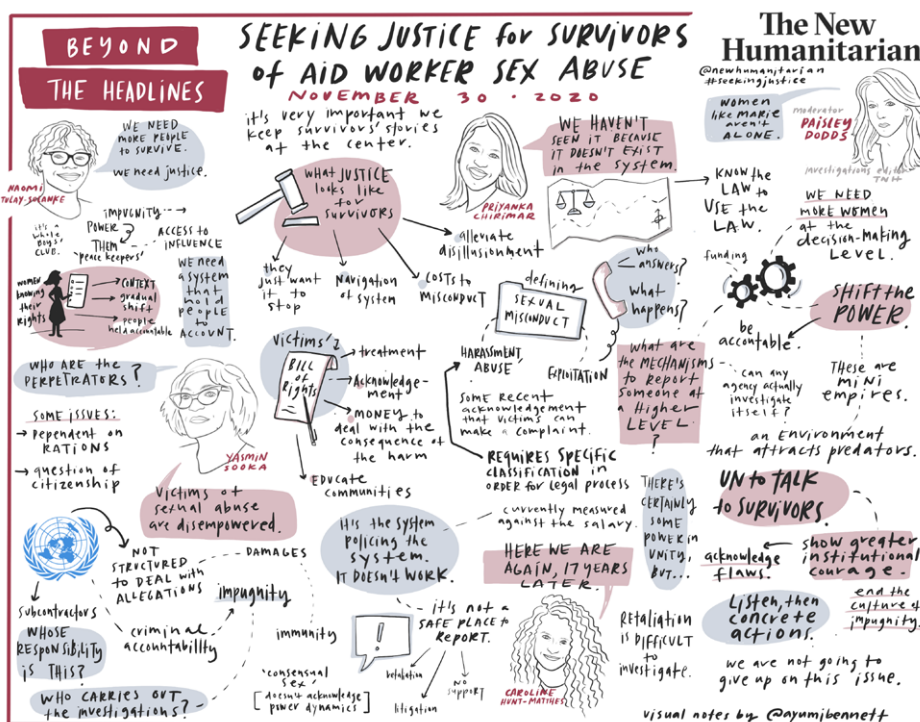 BEYOND
THE HEADLINES
SEEKING JUSTICE for SURVIVORS
of AID WORKER SEX ABUSE
NOVEMBER 30 · 2020
The New
Humanitarian
@newhumanitarian
#seekingjustice
WOMEN
LIKE MARIE
AREN'T
ALONE.
moderator
PAISLEY
DODDS
investigations editor
TNH
WE NEED
MORE PEOPLE
to SURVIVE.
We need justice.
NAOMI
TULAY-SOLANKE
it's very important we
keep survivors' stories
at the center.
what JUSTICE
looks like
for
survivors
they
just want
it to
stop
Navigation
of system
COSTS to
MISCONDUCT
alleviate
disillusionment
PRIYANKA
CHIRIMAR
WE HAVEN'T
SEEN IT BECAUSE
it DOESN'T EXIST
in the SYSTEM.
KNOW the
LAW to
USE the
LAW.
WE NEED
MORE WOMEN
at the
decision-making
LEVEL.
funding
SHIFT the
POWER.
be
accontable.
can any
agency actually
investigate
itself?
These are
MINI
empires.
an environment
that attracts predators.
impugnity
POWER?
it's
a
whole
Boys'
CLUB.
THEM
'peace keepers'
ACCESS to
INFLUENCE
WE NEED
a system
that
hold
people
to
ACCOUNT.
WOMEN
knowing
their
RIGHTS
CONTEXT
gradual
shift
people
held accountable
WHO ARE the
PERPETRATORS?
SOME ISSUES:
dependent on
RATIONS
question of
citizenship
YASMIN
SOOKA
VICTIMS of
sexual abuse
are disempowered.
Victims'
BILL
of
Rights
treatment
Acknowledge-
ment
MONEY to
deal with the
consequence of
the harm
EDUCATE
communities
defining
SEXUAL
MISCONDUCT
HARASSMENT
ABUSE
EXPLOITATION
SOME recent
acknowledgement
that victims can
make a complaint.
REQUIRES SPECIFIC
CLASSIFICATION in
ORDER for legal process
currently measured
against the salary.
who
answers?
What
happens?
WHAT are
the MECHANISMS
to REPORT
someone at
a HIGHER
LEVEL
?
THERE'S
CERTAINLY
some
POWER in
UNITY,
BUT...
UN to TALK
to SURVIVORS.
show greater
institutional
courage.
acknowledge
flaws.
end the
culture of
impugnity.
Listen, then
concrete
actions.
we are not going to
give up on this issue.
NOT
STRUCTURED
to DEAL with
ALLEGATIONS
DAMAGES
impugnity
subcontractors
criminal
accountability
immunity
WHOSE
RESPONSIBILITY
is THIS?
WHO CARRIES OUT
the investigations?
'consensual
sex'
[doesn't acknowledge
power dynamics]
It's the system
policing the
system.
IT DOESN'T WORK.
!
it's not a
SAFE PLACE to
REPORT.
litigation
NO
SUPPORT
HERE WE ARE
AGAIN, 17 YEARS
LATER.
CAROLINE
HUNT-MATTHES
RETALIATION
is DIFFICULT
to
investigate.
visual notes by @ayumibennett